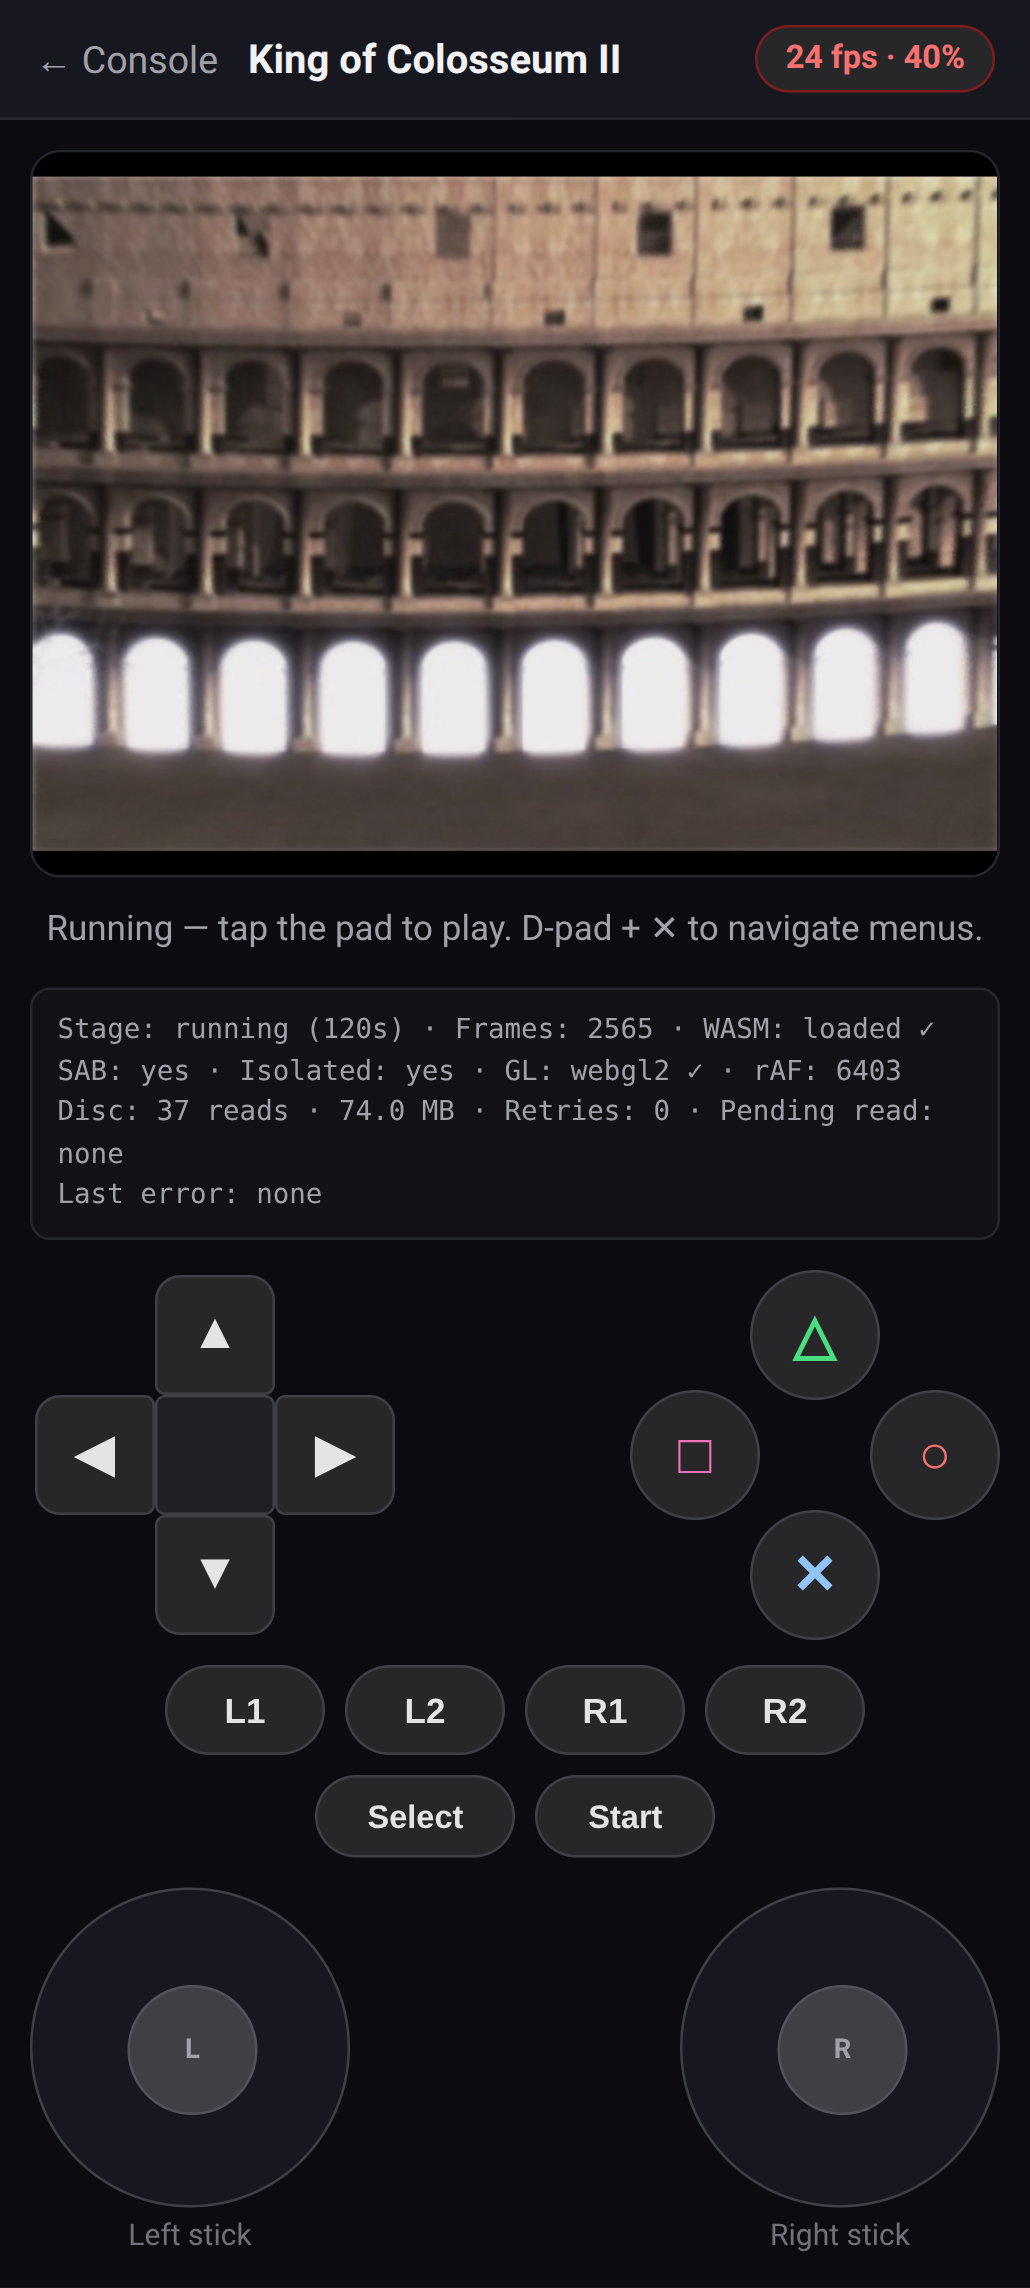 ← Console King of Colosseum II 24 fps · 40%
Running — tap the pad to play. D-pad + ✕ to navigate menus.
Stage: running (120s) · Frames: 2565 · WASM: loaded ✓
SAB: yes · Isolated: yes · GL: webgl2 ✓ · rAF: 6403
Disc: 37 reads · 74.0 MB · Retries: 0 · Pending read:
none
Last error: none
▲
△
◀ ▶ □ ○
▼ ✕
L1 L2 R1 R2
Select Start
L R
Left stick Right stick